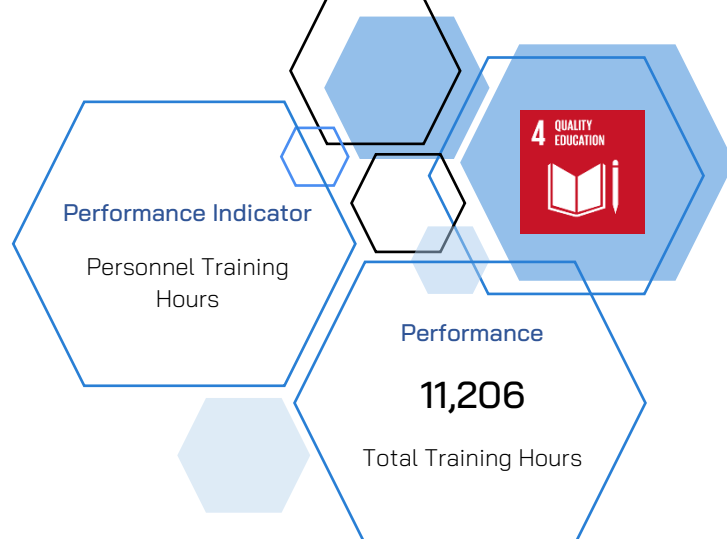 4 QUALITY
EDUCATION
Performance Indicator
Personnel Training
Hours
Performance
11,206
Total Training Hours